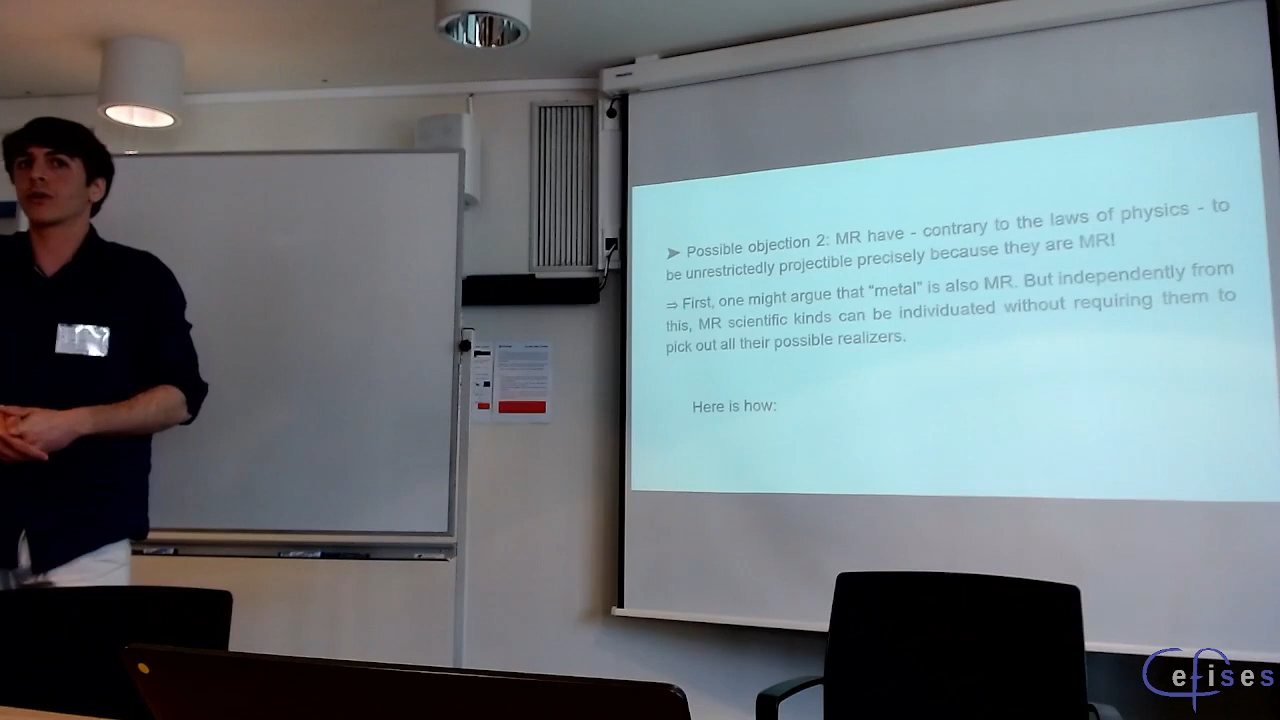 ➤ Possible objection 2: MR have - contrary to the laws of physics - to
be unrestrictedly projectible precisely because they are MR!
⇒ First, one might argue that "metal" is also MR. But independently from
this, MR scientific kinds can be individuated without requiring them to
pick out all their possible realizers.
Here is how:
Cefises